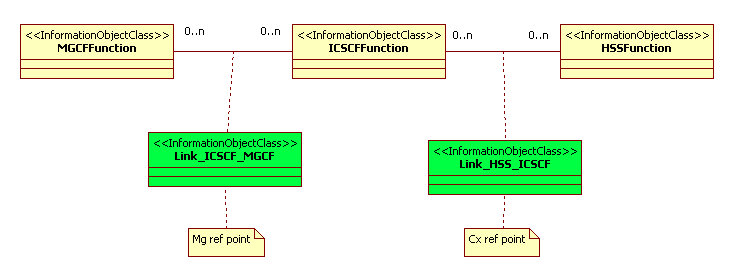 0..n 0..n 0..n 0..n
<<InformationObjectClass>> <<InformationObjectClass>> <<InformationObjectClass>>
MGCFFunction ICSCFFunction HSSFunction
<<InformationObjectClass>> <<InformationObjectClass>>
Link_ICSCF_MGCF Link_HSS_ICSCF
Mg ref point Cx ref point